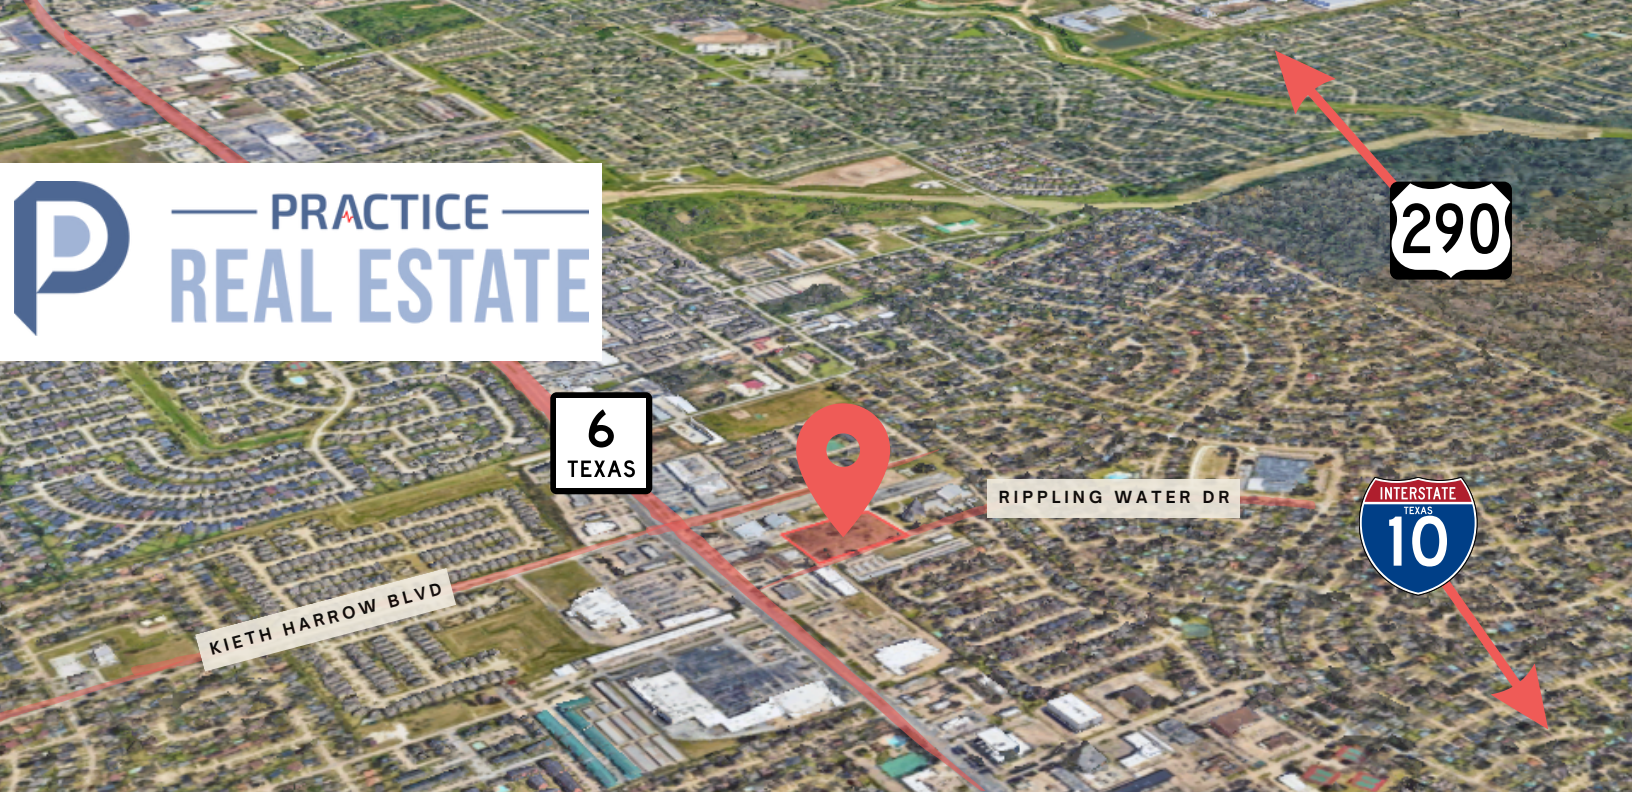 PRACTICE
REAL ESTATE
290
6
TEXAS
RIPPLING WATER DR
INTERSTATE
TEXAS
10
KIETH HARROW BLVD